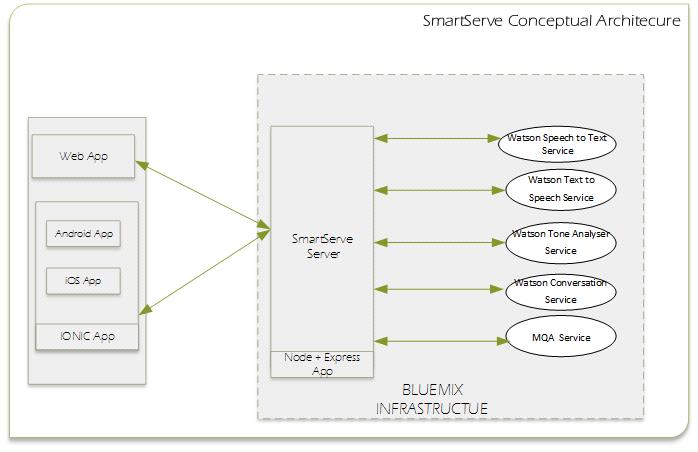 SmartServe Conceptual Architecure
Web App
Android App
iOS App
IONIC App
SmartServe
Server
Node + Express
App
Watson Speech to Text
Service
Watson Text to
Speech Service
Watson Tone Analyser
Service
Watson Conversation
Service
MQA Service
BLUEMIX
INFRASTRUCTUE